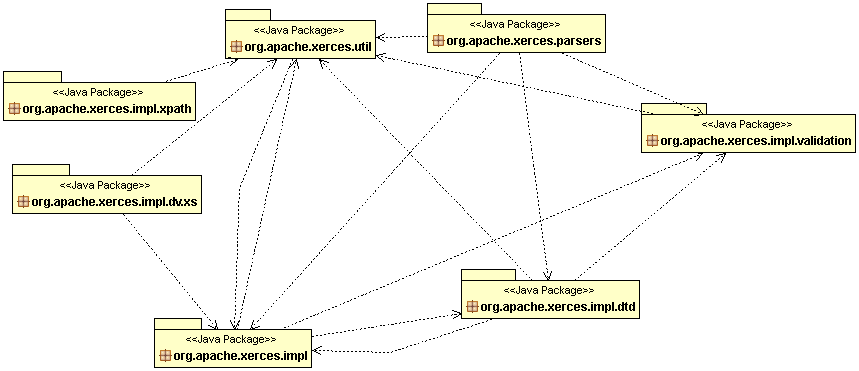 <<Java Package>>
org.apache.xerces.util
<<Java Package>>
org.apache.xerces.parsers
<<Java Package>>
org.apache.xerces.impl.xpath
<<Java Package>>
org.apache.xerces.impl.validation
<<Java Package>>
org.apache.xerces.impl.dv.xs
<<Java Package>>
org.apache.xerces.impl.dtd
<<Java Package>>
org.apache.xerces.impl